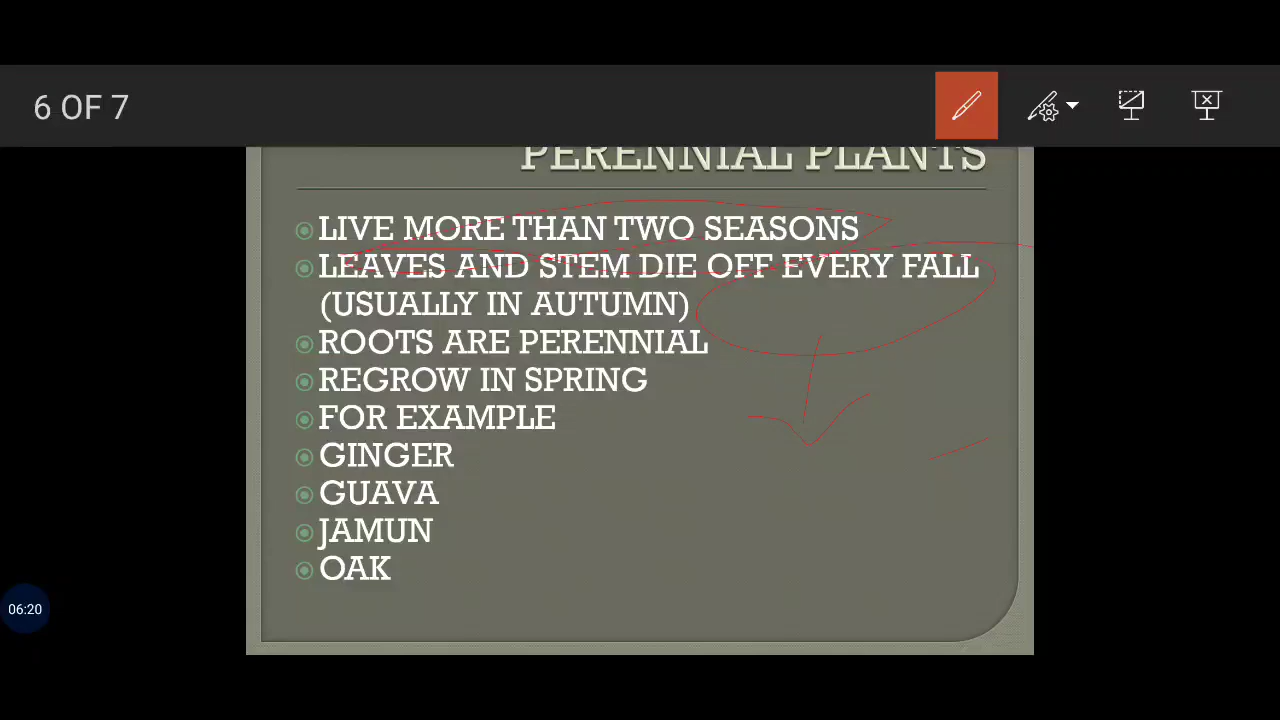 6 OF 7
PERENNIAL PLANTS
LIVE MORE THAN TWO SEASONS
LEAVES AND STEM DIE OFF EVERY FALL
(USUALLY IN AUTUMN)
ROOTS ARE PERENNIAL
REGROW IN SPRING
FOR EXAMPLE
GINGER
GUAVA
JAMUN
OAK
06:20